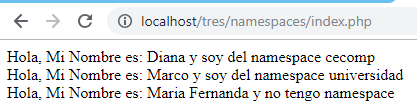 localhost/tres/namespaces/index.php
Hola, Mi Nombre es: Diana y soy del namespace cecomp
Hola, Mi Nombre es: Marco y soy del namespace universidad
Hola, Mi Nombre es: Maria Fernanda y no tengo namespace